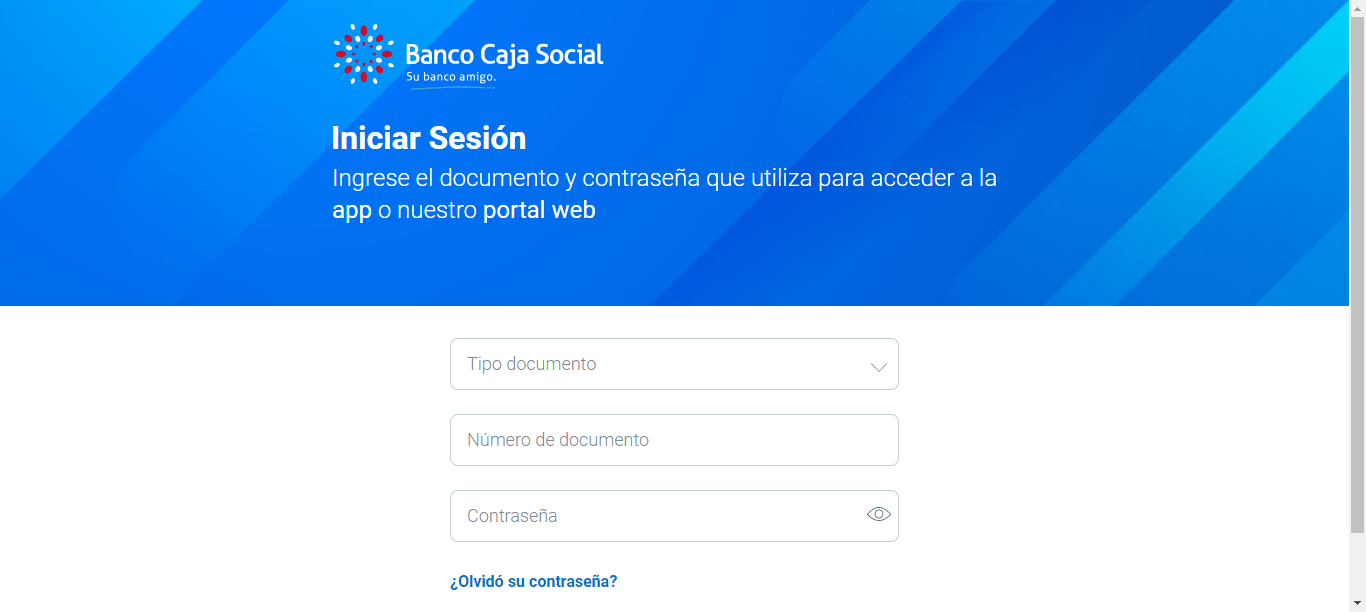 Banco Caja Social
Su banco amigo.
Iniciar Sesión
Ingrese el documento y contraseña que utiliza para acceder a la
app o nuestro portal web
Tipo documento
Número de documento
Contraseña
¿Olvidó su contraseña?